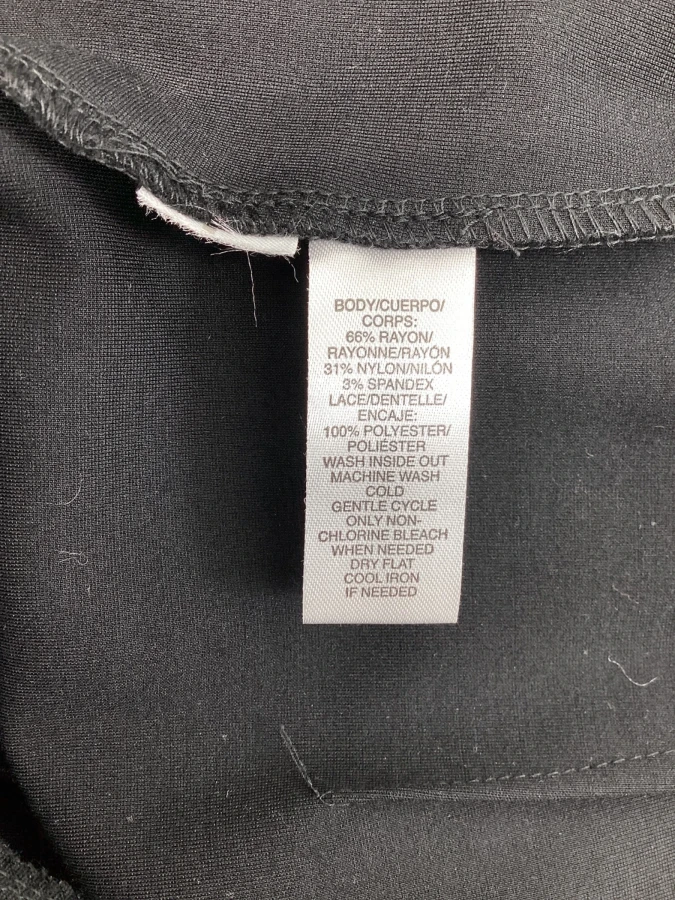 BODY/CUERPO/
CORPS:
66% RAYON/
RAYONNE/RAYÓN
31% NYLON/NILÓN
3% SPANDEX
LACE/DENTELLE/
ENCAJE:
100% POLYESTER/
POLIÉSTER
WASH INSIDE OUT
MACHINE WASH
COLD
GENTLE CYCLE
ONLY NON-
CHLORINE BLEACH
WHEN NEEDED
DRY FLAT
COOL IRON
IF NEEDED